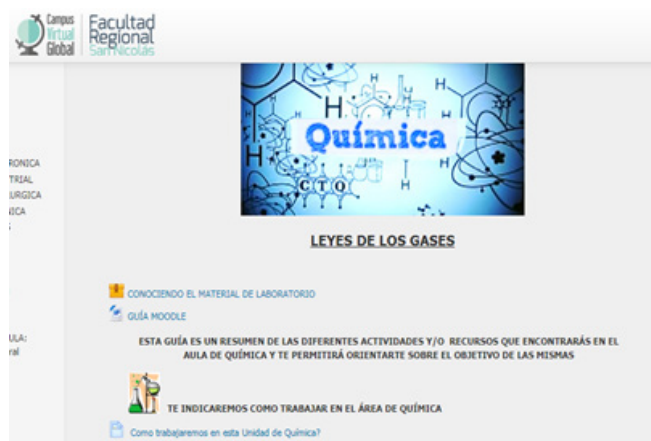 Campus
Virtual
Global
Facultad
Regional
San Nicolás
Química
CTQ
LEYES DE LOS GASES
RONICA
TRIAL
URGICA
NICA
CONOCIENDO EL MATERIAL DE LABORATORIO
GUÍA MOODLE
ESTA GUÍA ES UN RESUMEN DE LAS DIFERENTES ACTIVIDADES Y/O RECURSOS QUE ENCONTRARÁS EN EL
AULA DE QUÍMICA Y TE PERMITIRÁ ORIENTARTE SOBRE EL OBJETIVO DE LAS MISMAS
ULA:
ral
TE INDICAREMOS COMO TRABAJAR EN EL ÁREA DE QUÍMICA
Como trabajaremos en esta Unidad de Química?